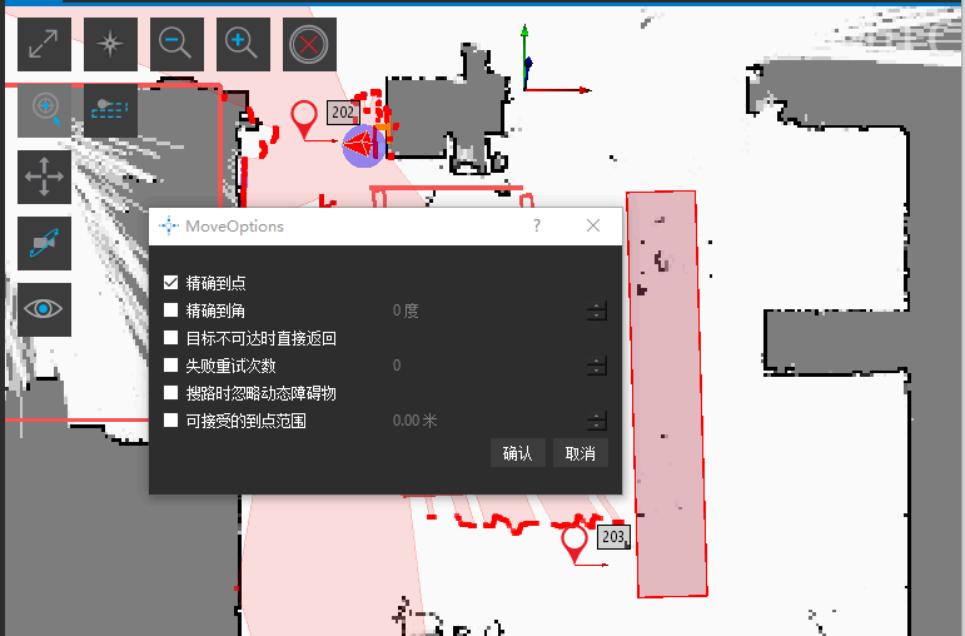 202
MoveOptions ?
精确到点
精确到角 0 度
目标不可达时直接返回
失败重试次数 0
搜路时忽略动态障碍物
可接受的到点范围 0.00 米
确认 取消
203